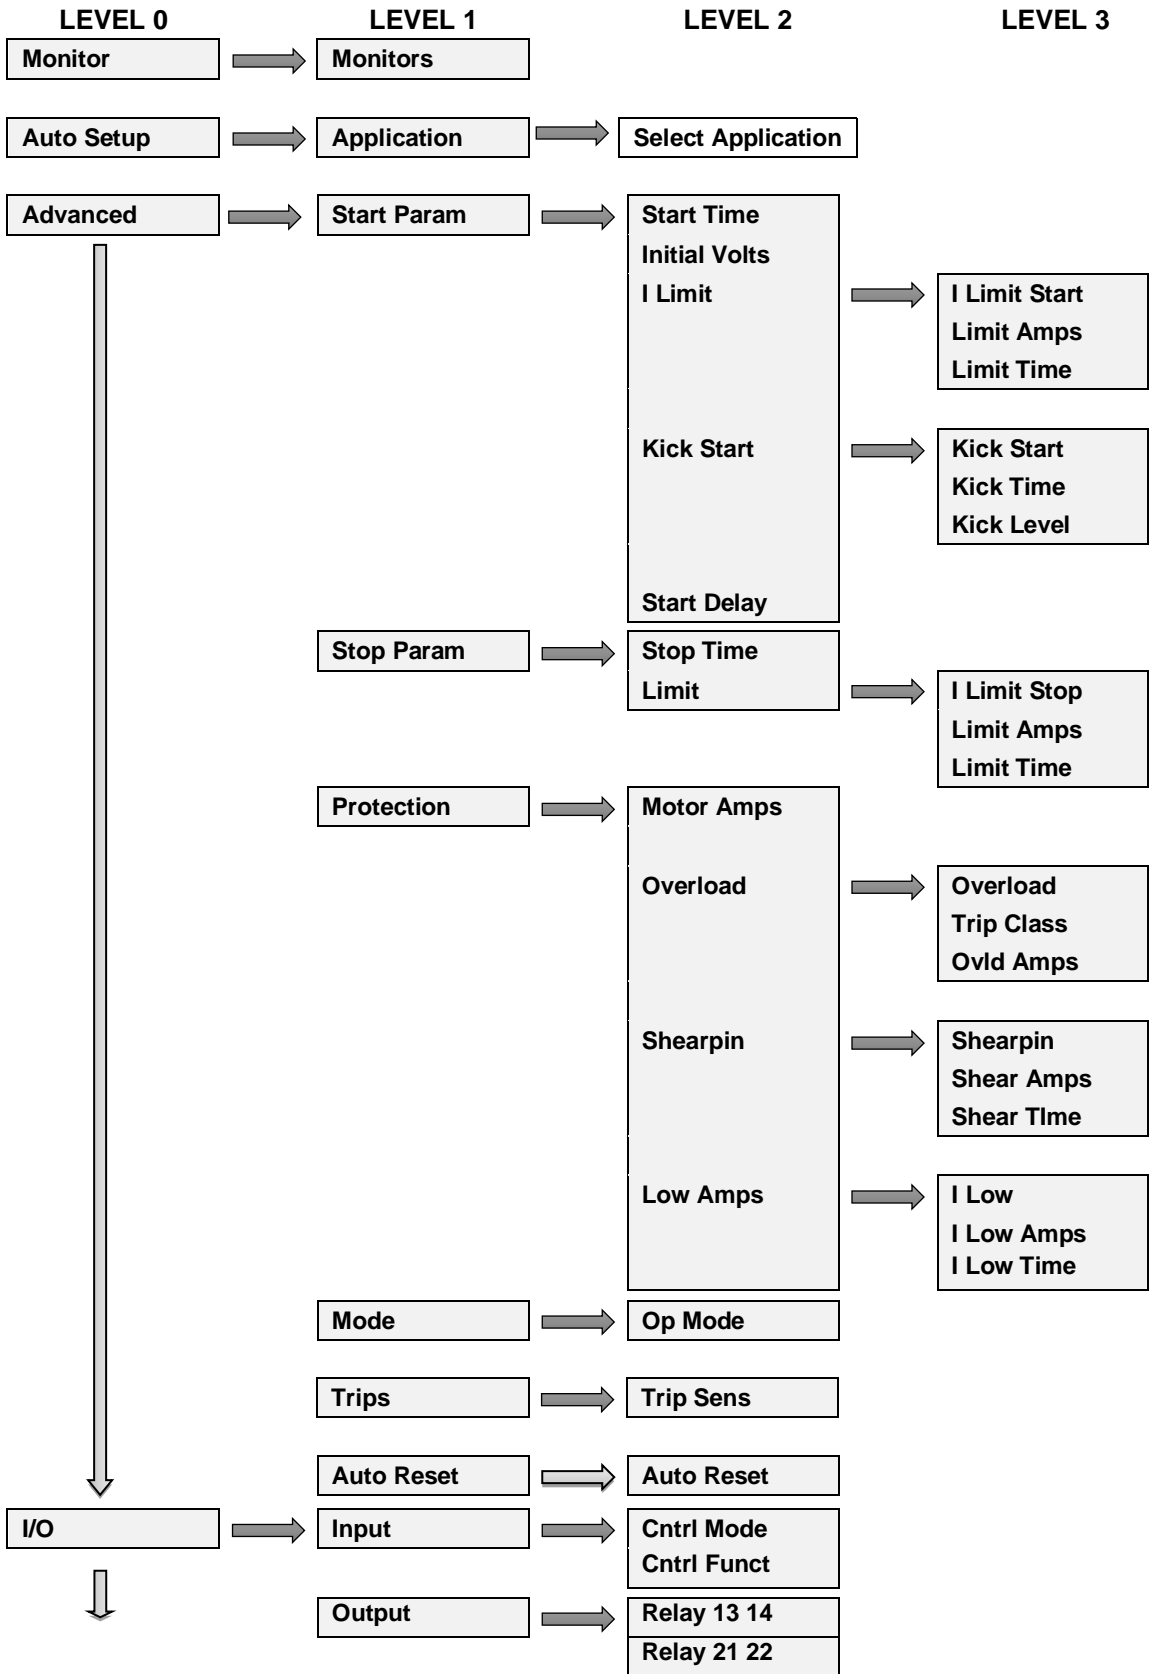 LEVEL 0 LEVEL 1 LEVEL 2 LEVEL 3
Monitor Monitors
Auto Setup Application Select Application
Advanced Start Param Start Time
Initial Volts
I Limit I Limit Start
Limit Amps
Limit Time
Kick Start Kick Start
Kick Time
Kick Level
Start Delay
Stop Param Stop Time
Limit I Limit Stop
Limit Amps
Limit Time
Protection Motor Amps
Overload Overload
Trip Class
Ovld Amps
Shearpin Shearpin
Shear Amps
Shear TIme
Low Amps I Low
I Low Amps
I Low Time
Mode Op Mode
Trips Trip Sens
Auto Reset Auto Reset
I/O Input Cntrl Mode
Cntrl Funct
Output Relay 13 14
Relay 21 22